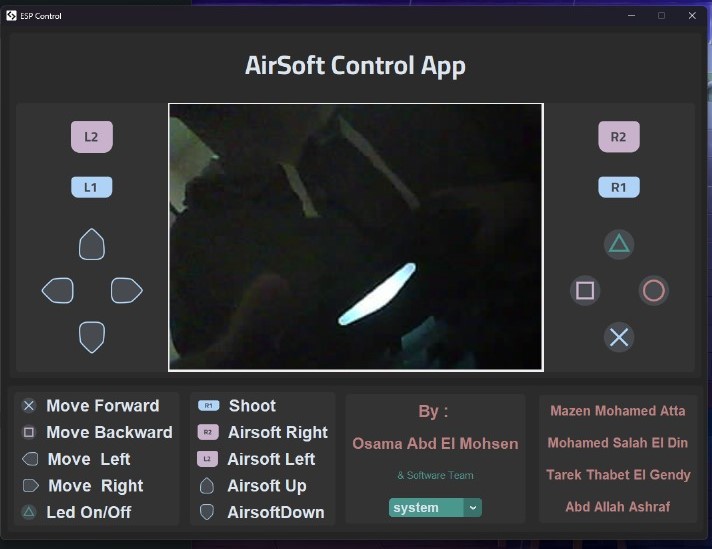 ESP Control
AirSoft Control App
L2
R2
L1
R1
Move Forward
Move Backward
Move Left
Move Right
Led On/Off
R1 Shoot
R2 Airsoft Right
L2 Airsoft Left
Airsoft Up
AirsoftDown
By :
Osama Abd El Mohsen
& Software Team
system
Mazen Mohamed Atta
Mohamed Salah El Din
Tarek Thabet El Gendy
Abd Allah Ashraf